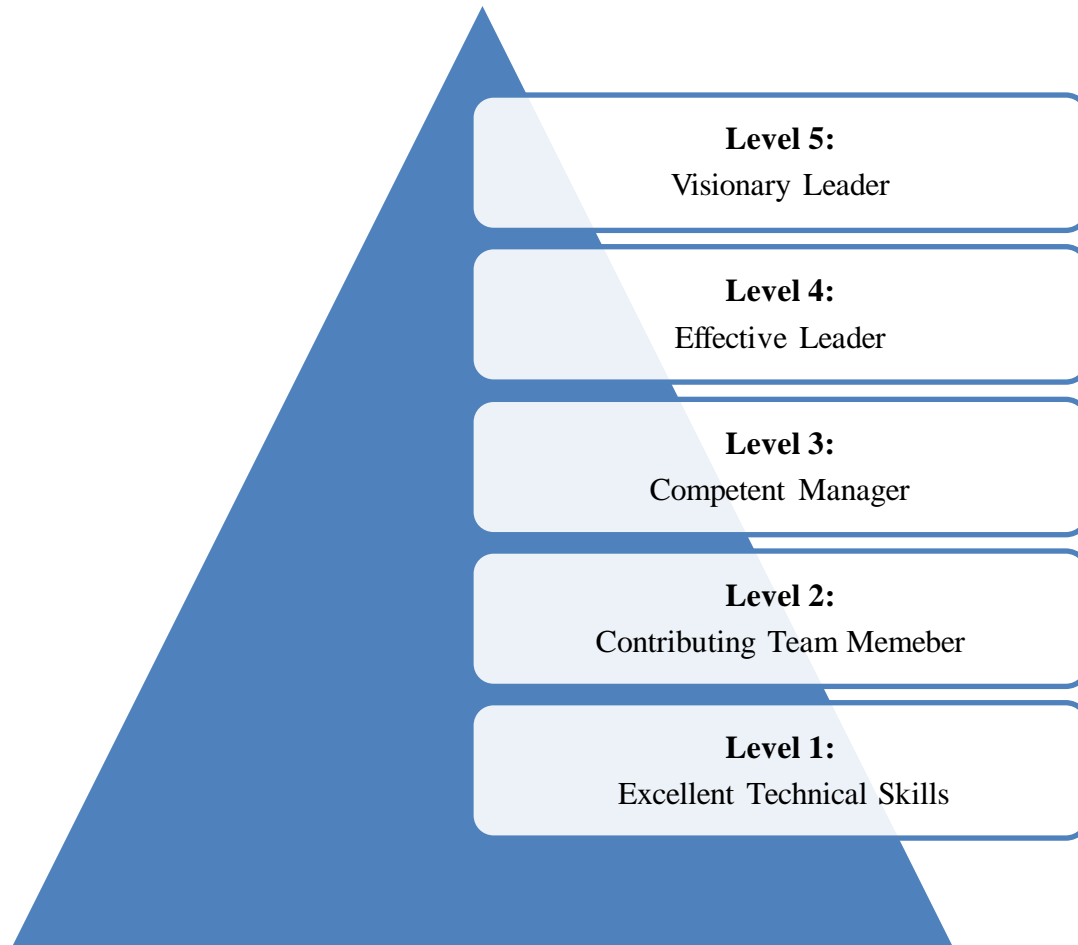 Level 5:
Visionary Leader
Level 4:
Effective Leader
Level 3:
Competent Manager
Level 2:
Contributing Team Memeber
Level 1:
Excellent Technical Skills